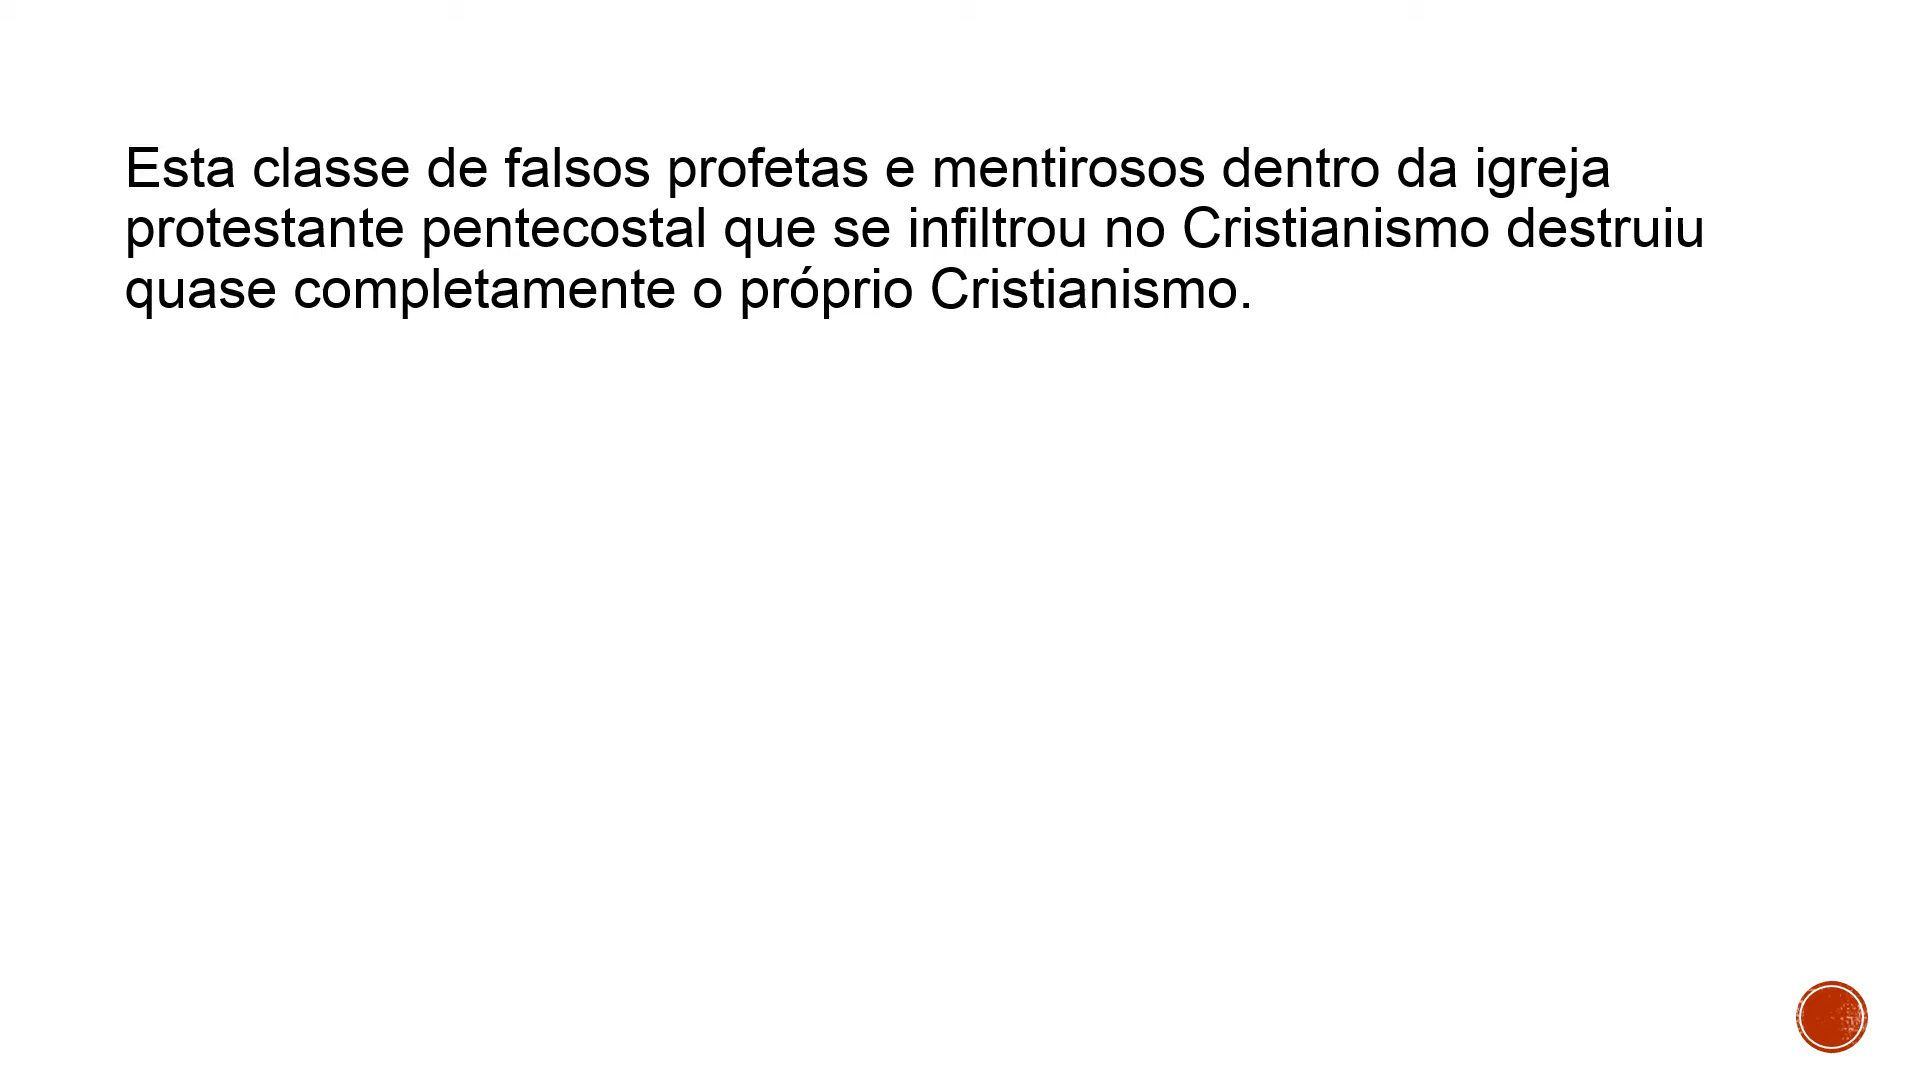 Esta classe de falsos profetas e mentirosos dentro da igreja
protestante pentecostal que se infiltrou no Cristianismo destruiu
quase completamente o próprio Cristianismo.